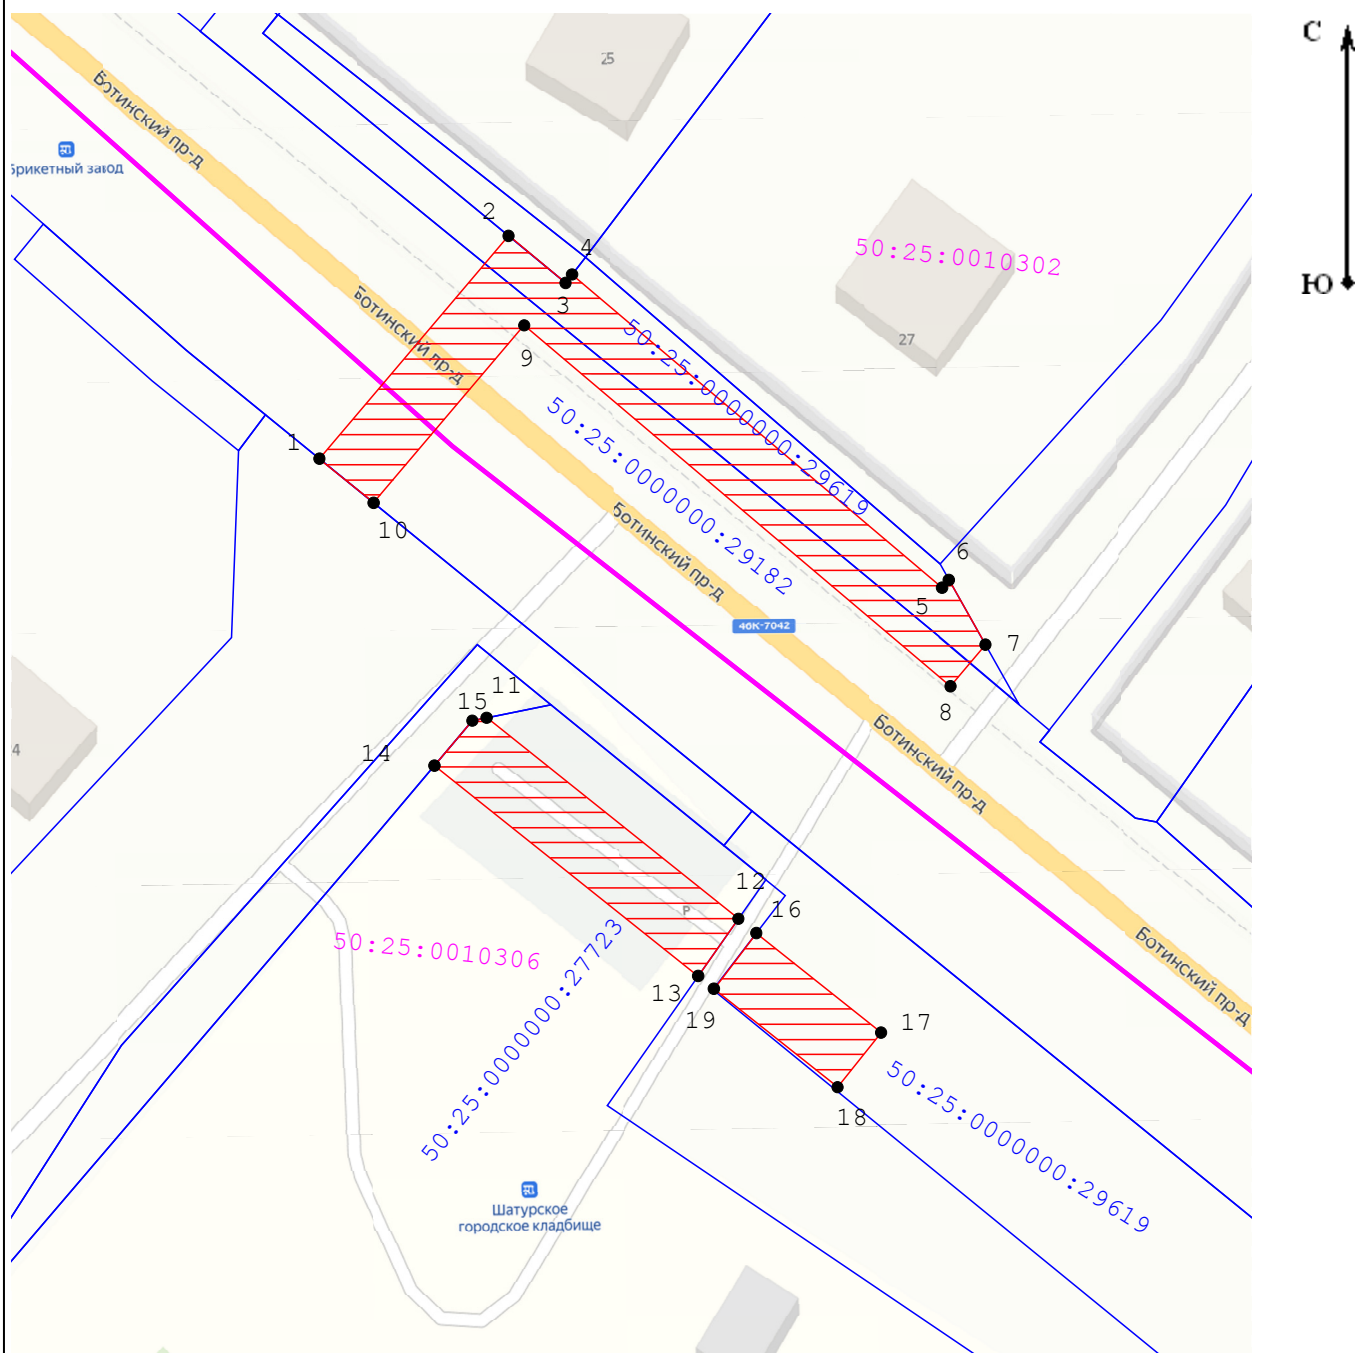 С
Ю
25
Ботинский пр-д
брикетный завод
2
4
3
50:25:0010302
27
Ботинский пр-д
9
50:25:0000000:29619
50:25:0000000:29182
1
10
Ботинский пр-д
6
5
46К-7042
7
8
11
15
14
Ботинский пр-д
4
12
16
P
50:25:0010306
13
19
17
Ботинский пр-д
50:25:0000000:27723
50:25:0000000:29619
18
Шатурское
городское кладбище